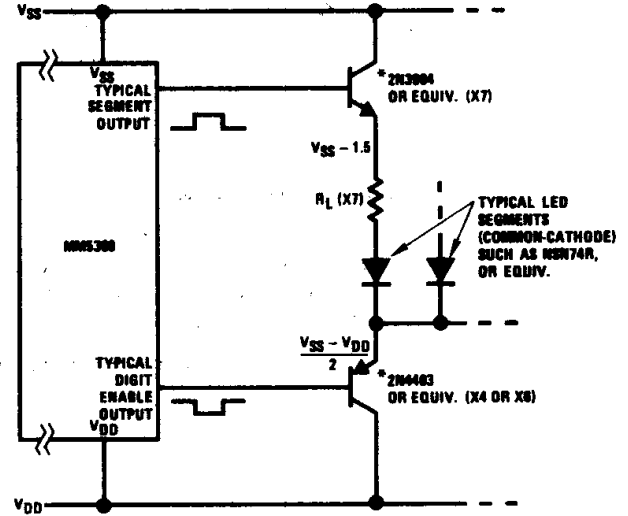 VSS
VSS
TYPICAL
SEGMENT
OUTPUT
*2N3904
OR EQUIV. (X7)
VSS – 1.5
RL (X7)
TYPICAL LED
SEGMENTS
(COMMON-CATHODE)
SUCH AS NSN74R,
OR EQUIV.
VSS – VDD
2
TYPICAL
DIGIT
ENABLE
OUTPUT
VDD
*2N4403
OR EQUIV. (X4 OR X6)
VDD